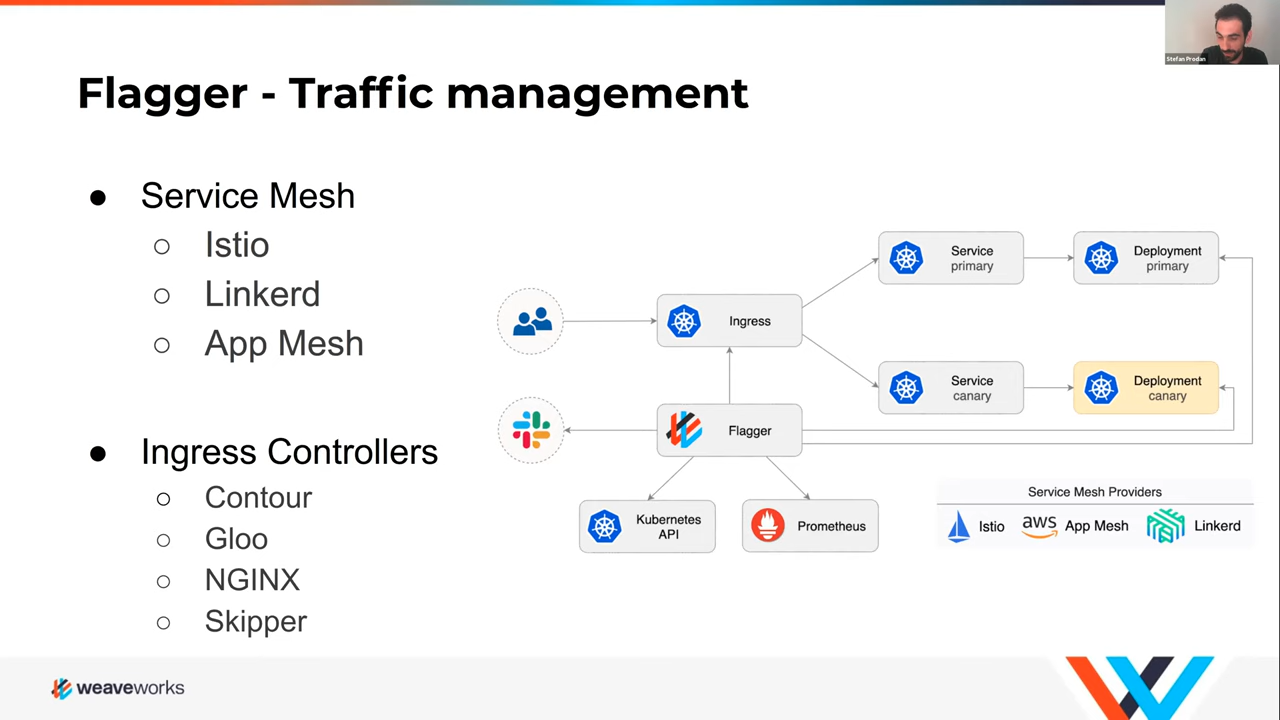 Stefan Prodan
Flagger - Traffic management
● Service Mesh
○ Istio
○ Linkerd
○ App Mesh
● Ingress Controllers
○ Contour
○ Gloo
○ NGINX
○ Skipper
Ingress
Service
primary
Deployment
primary
Service
canary
Deployment
canary
Flagger
Kubernetes
API
Prometheus
Service Mesh Providers
Istio
aws
App Mesh
Linkerd
weaveworks